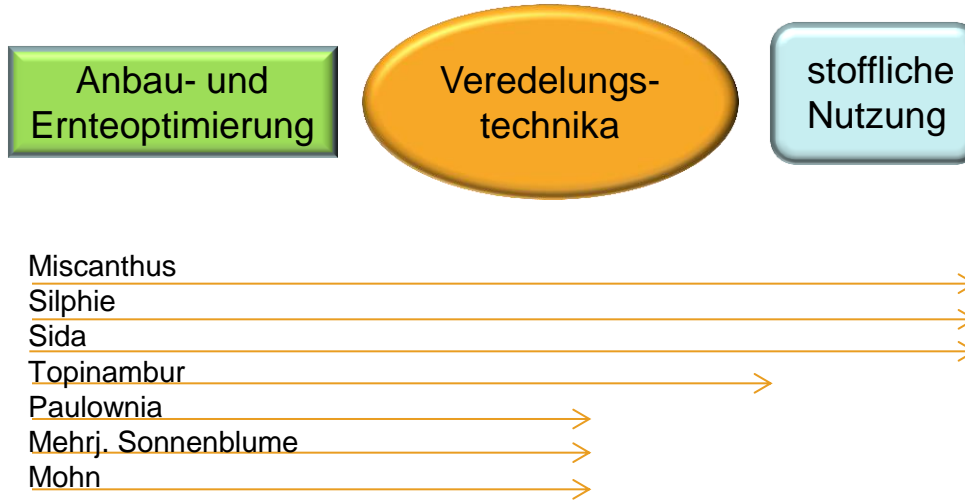 Anbau- und
Ernteoptimierung
Veredelungs-
technika
stoffliche
Nutzung
Miscanthus
Silphie
Sida
Topinambur
Paulownia
Mehrj. Sonnenblume
Mohn